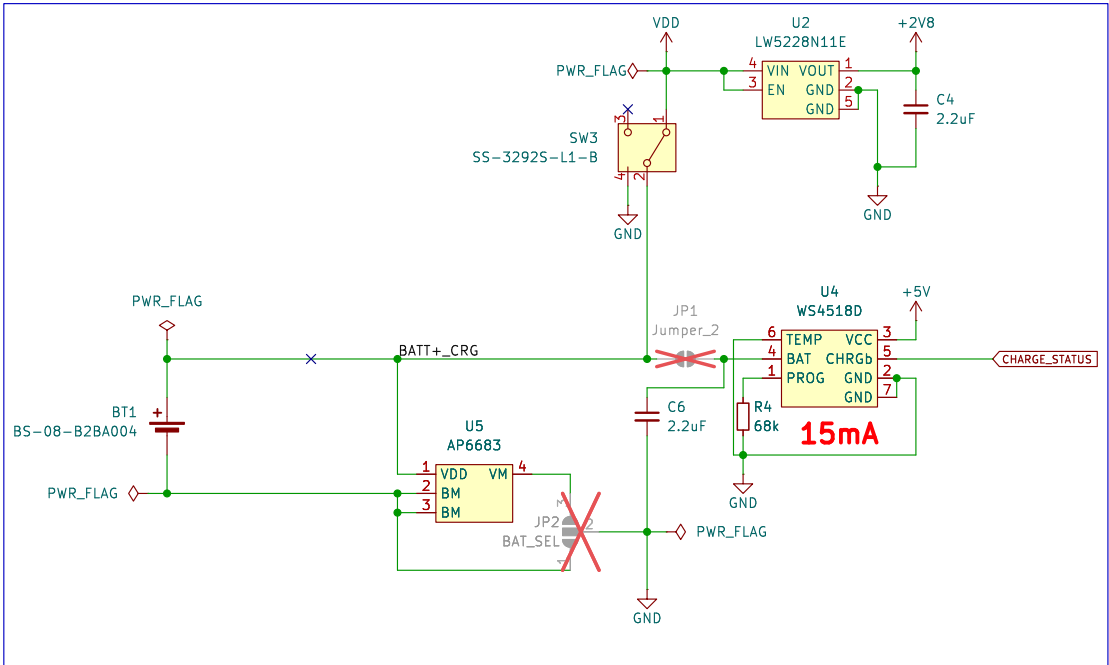 VDD
PWR_FLAG
U2
LW5228N11E
4 VIN VOUT 1
3 EN GND 2
GND 5
+2V8
C4
2.2uF
GND
SW3
SS-3292S-L1-B
3 1
4 2
GND
PWR_FLAG
BATT+_CRG
JP1
Jumper_2
U4
WS4518D
+5V
6 TEMP VCC 3
4 BAT CHRGb 5
1 PROG GND 2
GND 7
CHARGE_STATUS
R4
68k
15mA
GND
C6
2.2uF
BT1
BS-08-B2BA004
U5
AP6683
1 VDD VM 4
2 BM
3 BM
PWR_FLAG
3
JP2 2
BAT_SEL
1
PWR_FLAG
GND